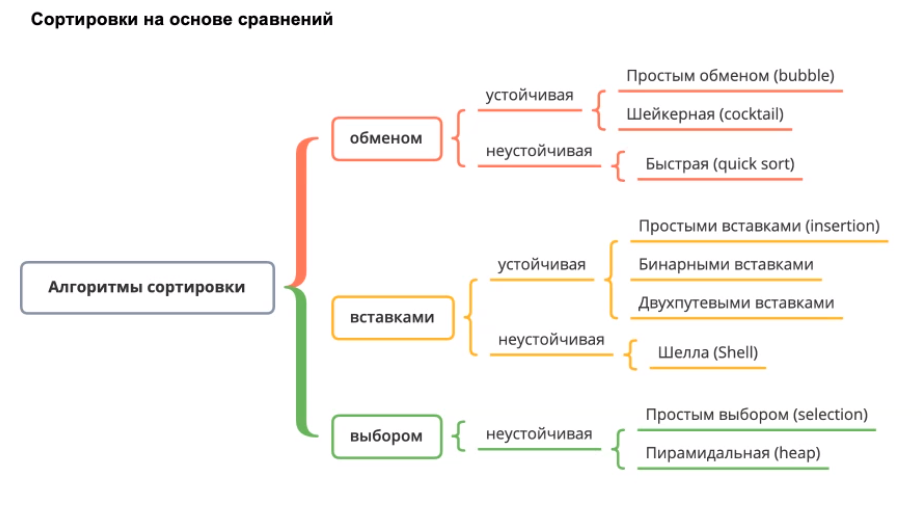 Сортировки на основе сравнений
Алгоритмы сортировки
обменом
устойчивая
Простым обменом (bubble)
Шейкерная (cocktail)
неустойчивая
Быстрая (quick sort)
вставками
устойчивая
Простыми вставками (insertion)
Бинарными вставками
Двухпутевыми вставками
неустойчивая
Шелла (Shell)
выбором
неустойчивая
Простым выбором (selection)
Пирамидальная (heap)